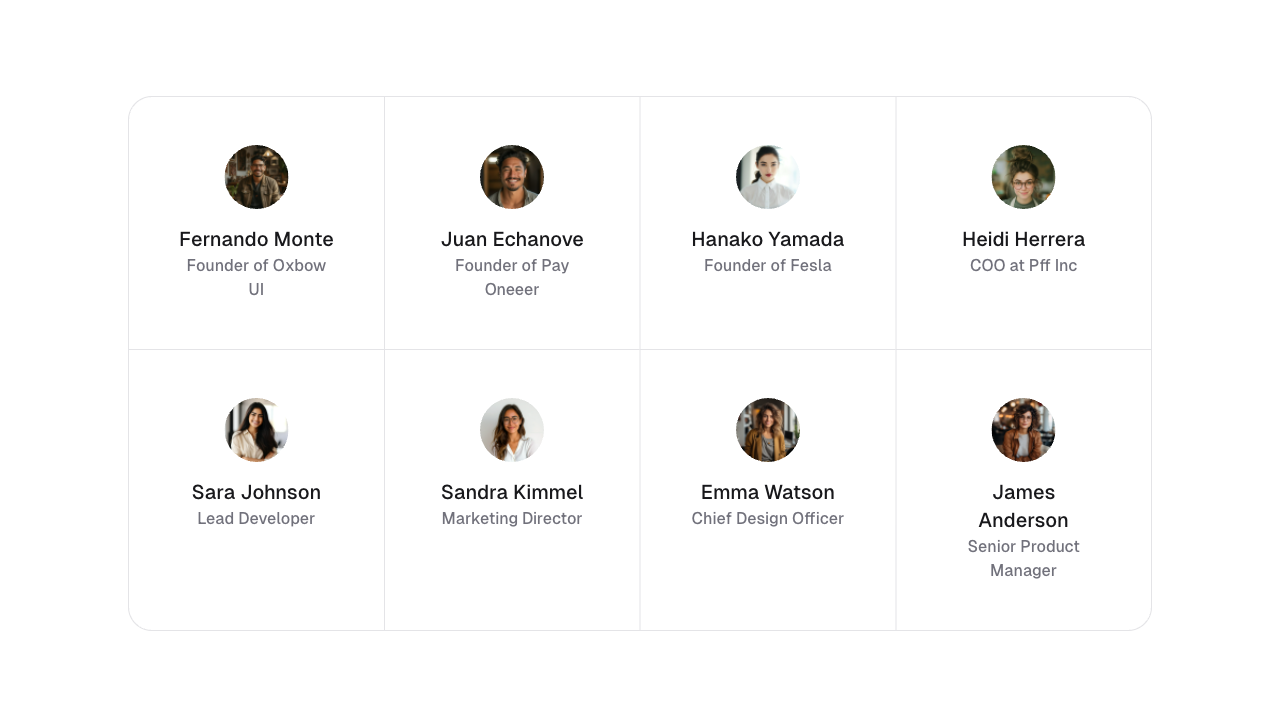 Fernando Monte
Founder of Oxbow
UI
Juan Echanove
Founder of Pay
Oneeer
Hanako Yamada
Founder of Fesla
Heidi Herrera
COO at Pff Inc
Sara Johnson
Lead Developer
Sandra Kimmel
Marketing Director
Emma Watson
Chief Design Officer
James
Anderson
Senior Product
Manager